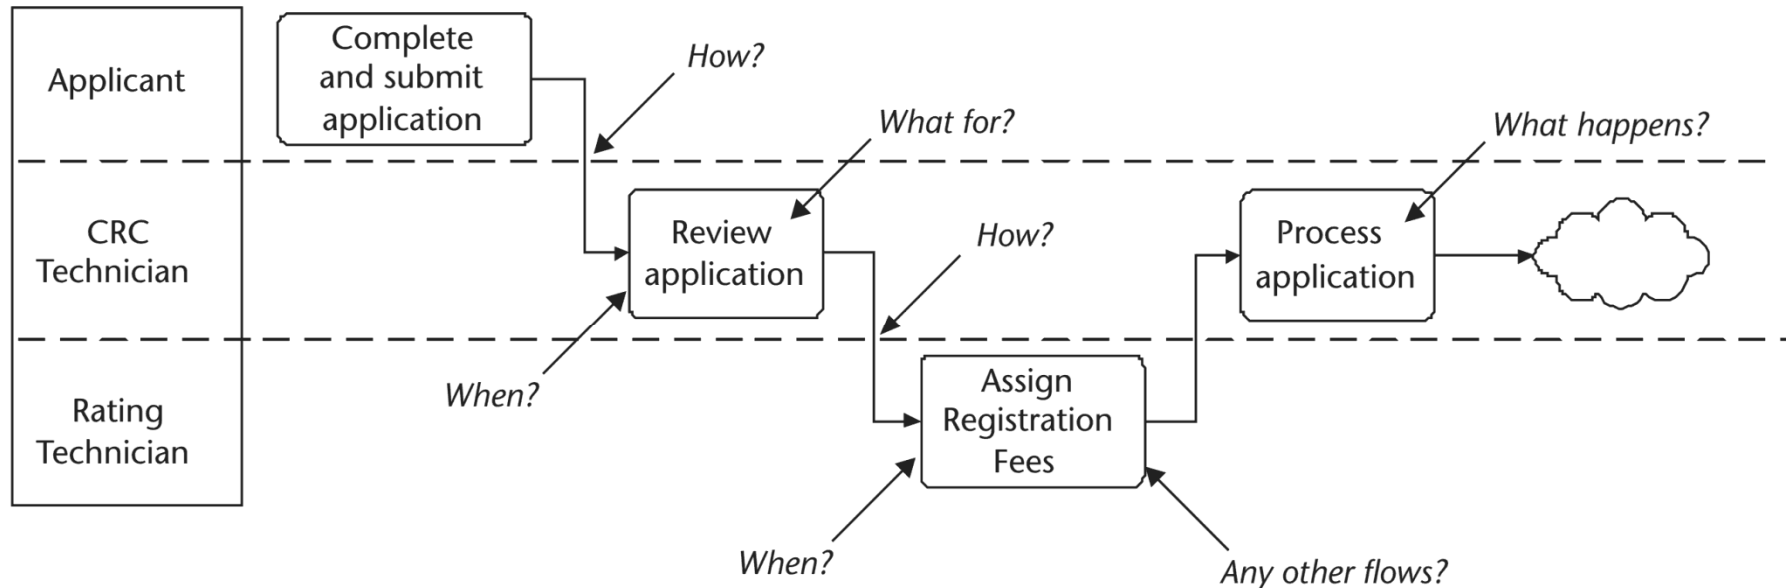 Applicant
Complete
and submit
application
How?
What for?
What happens?
CRC
Technician
Review
application
How?
Process
application
When?
Rating
Technician
Assign
Registration
Fees
When?
Any other flows?